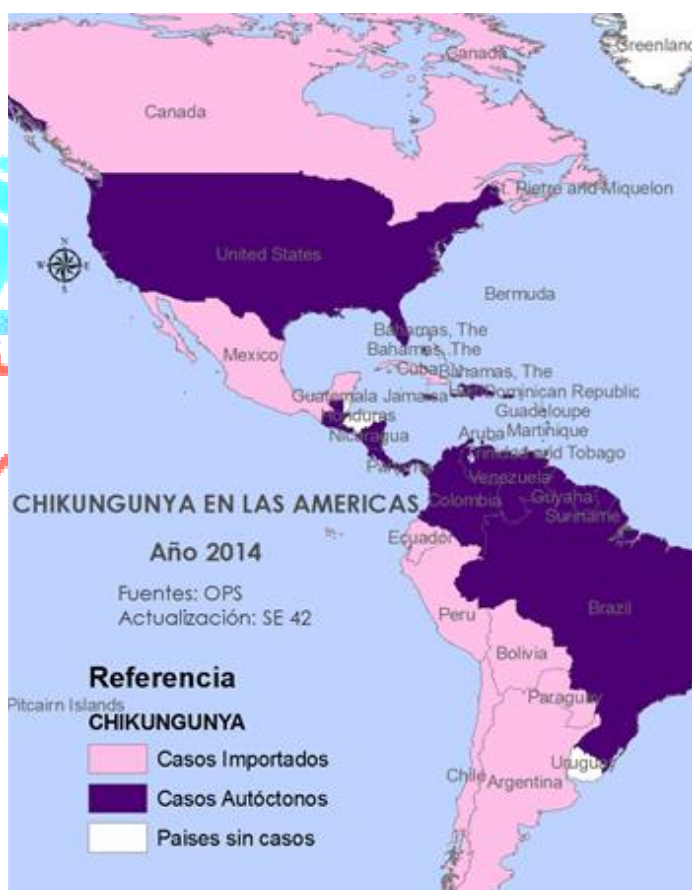 Greenland
Canada
Canada
St. Pierre and Miquelon
United States
Bermuda
Bahamas, The
Mexico
Bahamas, The
Cuba
Bahamas, The
Guatemala
Jamaica
Dominican Republic
Honduras
Guadeloupe
Nicaragua
Aruba
Martinique
Trinidad and Tobago
Venezuela
CHIKUNGUNYA EN LAS AMERICAS
Colombia
Guyana
Suriname
Ecuador
Año 2014
Fuentes: OPS
Actualización: SE 42
Peru
Brazil
Bolivia
Referencia
Paraguay
Pitcairn Islands
CHIKUNGUNYA
Casos Importados
Uruguay
Chile
Argentina
Casos Autóctonos
Paises sin casos
N
W
E
S